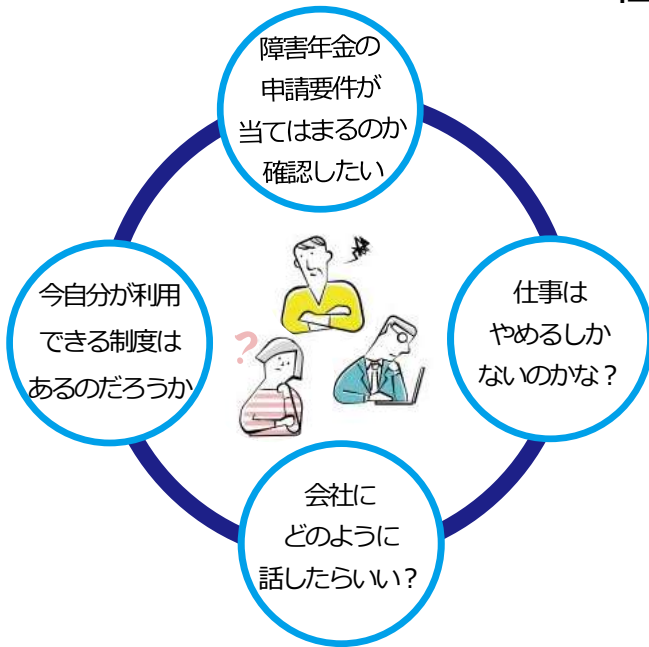 障害年金の
申請要件が
当てはまるのか
確認したい
今自分が利用
できる制度は
あるのだろうか
仕事は
やめるしか
ないのかな？
?
会社に
どのように
話したらいい？